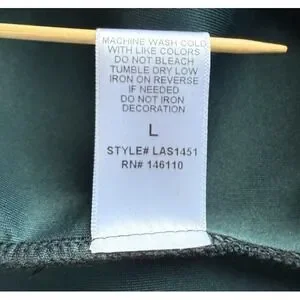 MACHINE WASH COLD
WITH LIKE COLORS
DO NOT BLEACH
TUMBLE DRY LOW
IRON ON REVERSE
IF NEEDED
DO NOT IRON
DECORATION
L
STYLE# LAS1451
RN# 146110